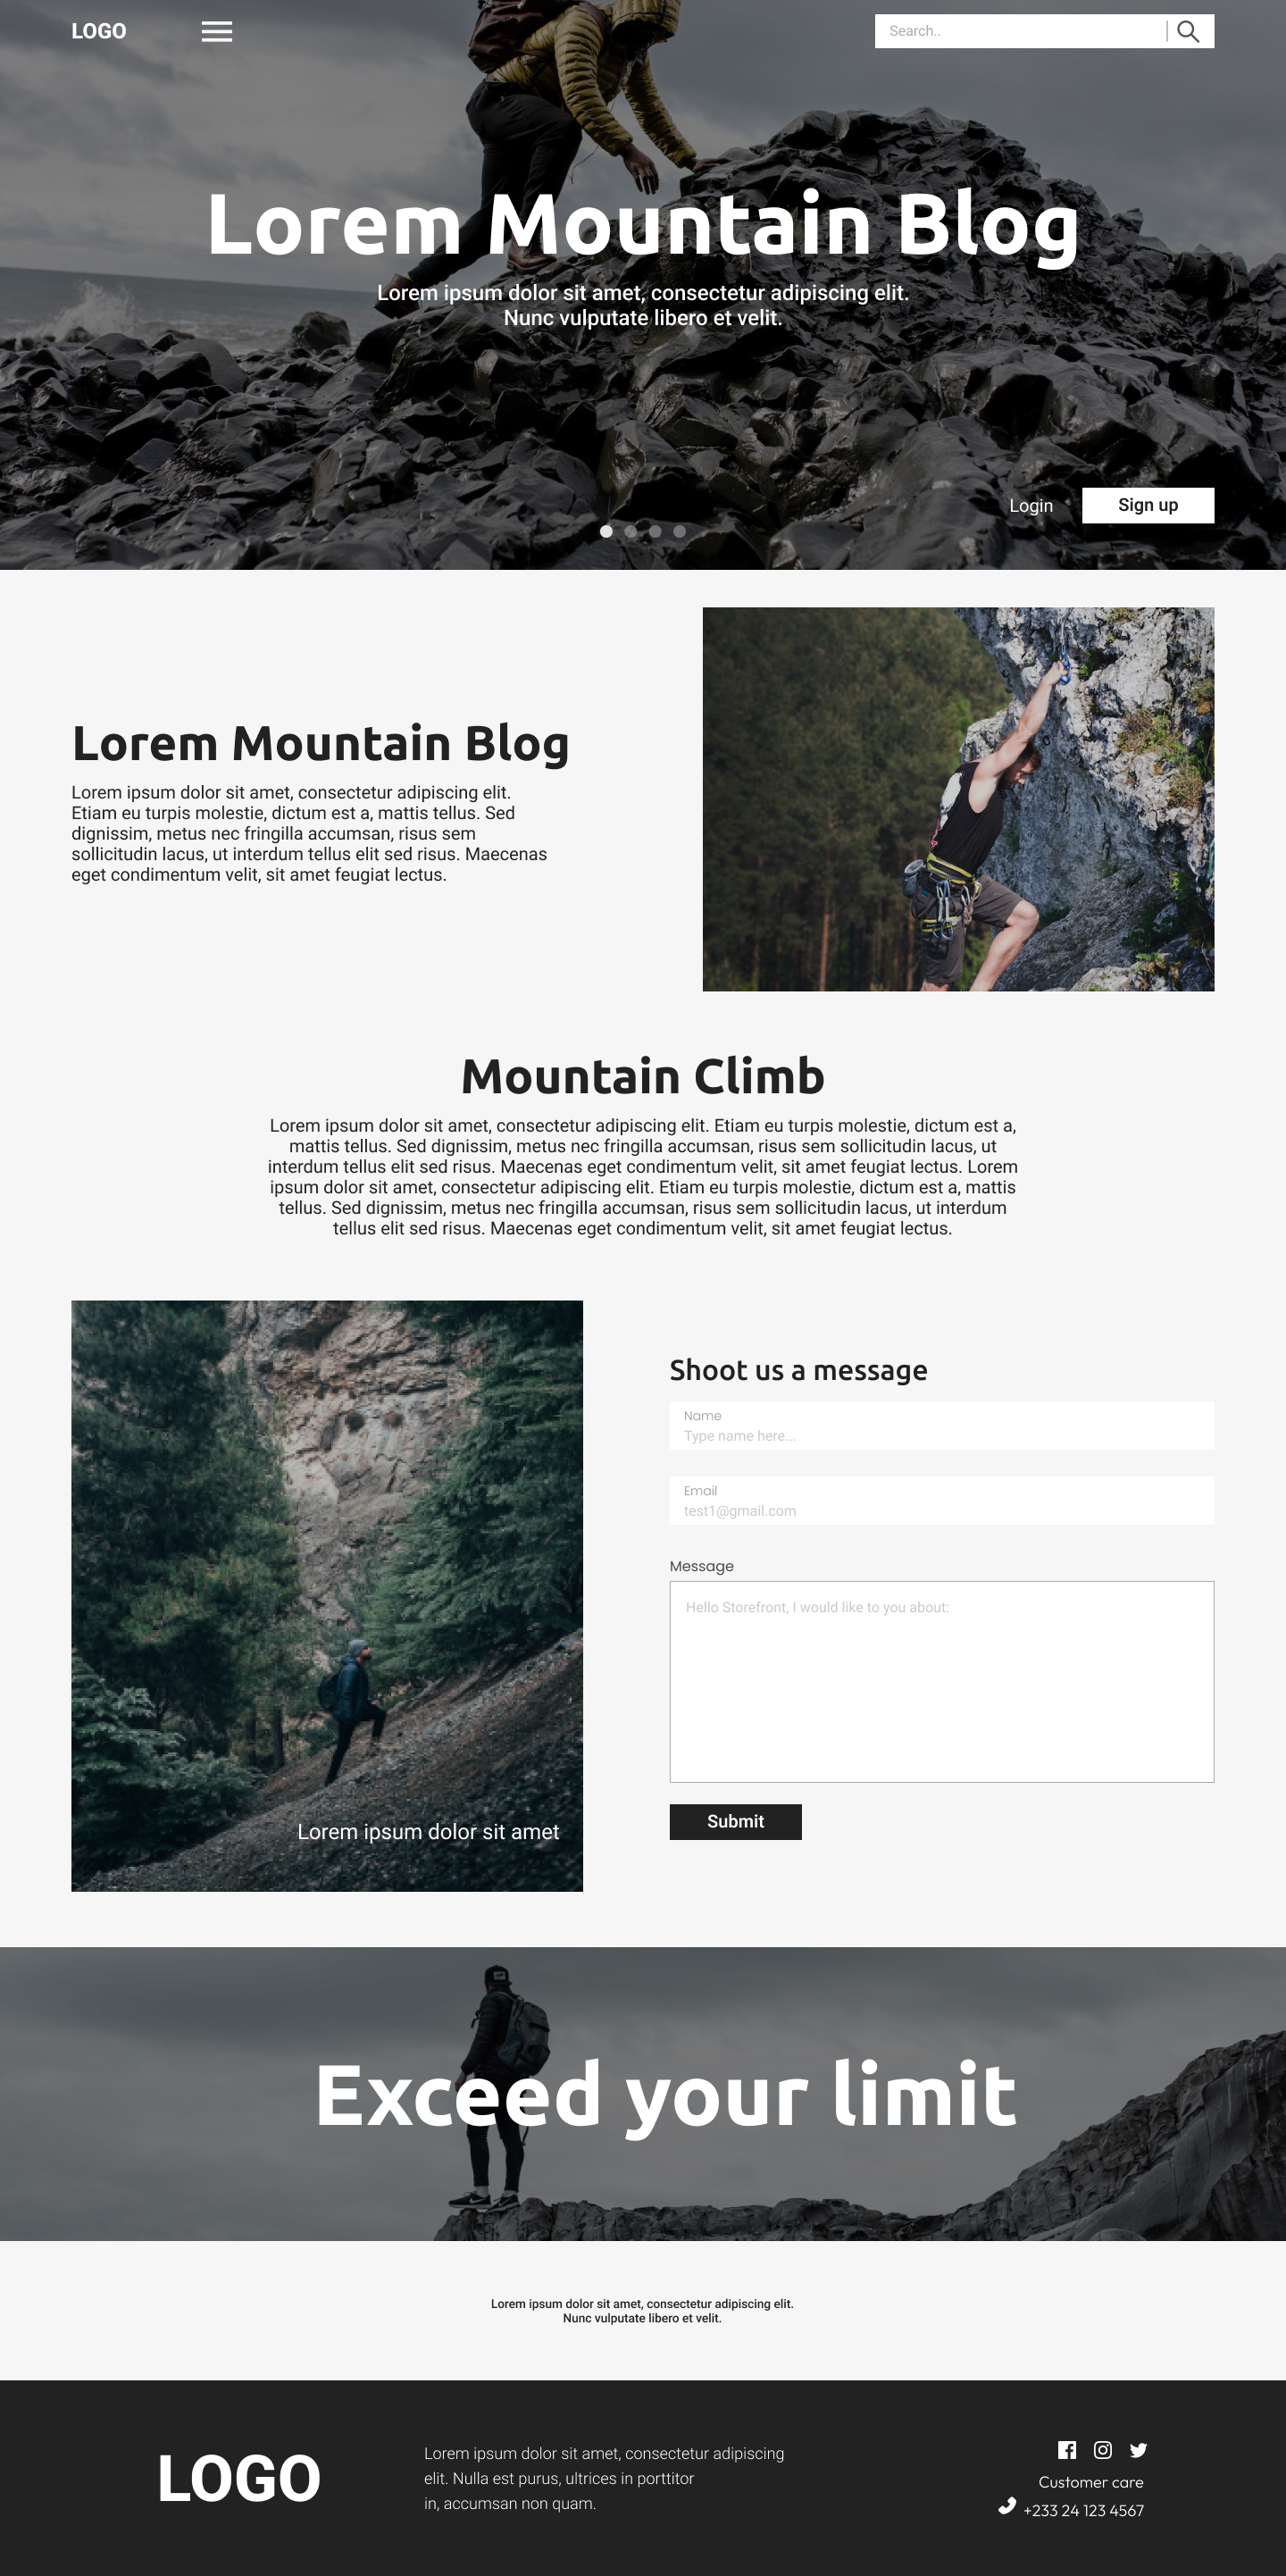 LOGO
Search..
Lorem Mountain Blog
Lorem ipsum dolor sit amet, consectetur adipiscing elit.
Nunc vulputate libero et velit.
Login
Sign up
Lorem Mountain Blog
Lorem ipsum dolor sit amet, consectetur adipiscing elit.
Etiam eu turpis molestie, dictum est a, mattis tellus. Sed
dignissim, metus nec fringilla accumsan, risus sem
sollicitudin lacus, ut interdum tellus elit sed risus. Maecenas
eget condimentum velit, sit amet feugiat lectus.
Mountain Climb
Lorem ipsum dolor sit amet, consectetur adipiscing elit. Etiam eu turpis molestie, dictum est a,
mattis tellus. Sed dignissim, metus nec fringilla accumsan, risus sem sollicitudin lacus, ut
interdum tellus elit sed risus. Maecenas eget condimentum velit, sit amet feugiat lectus. Lorem
ipsum dolor sit amet, consectetur adipiscing elit. Etiam eu turpis molestie, dictum est a, mattis
tellus. Sed dignissim, metus nec fringilla accumsan, risus sem sollicitudin lacus, ut interdum
tellus elit sed risus. Maecenas eget condimentum velit, sit amet feugiat lectus.
Lorem ipsum dolor sit amet
Shoot us a message
Name
Type name here...
Email
test1@gmail.com
Message
Hello Storefront, I would like to you about:
Submit
Exceed your limit
Lorem ipsum dolor sit amet, consectetur adipiscing elit.
Nunc vulputate libero et velit.
LOGO
Lorem ipsum dolor sit amet, consectetur adipiscing
elit. Nulla est purus, ultrices in porttitor
in, accumsan non quam.
Customer care
+233 24 123 4567